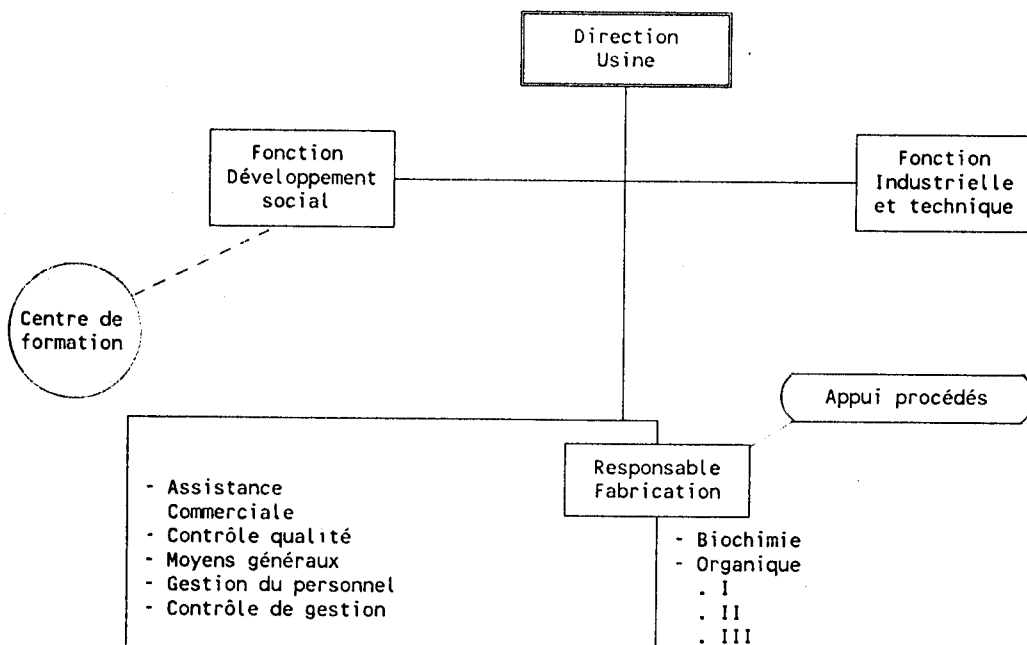 Direction
Usine
Fonction
Développement
social
Fonction
Industrielle
et technique
Centre de
formation
Appui procédés
Responsable
Fabrication
- Assistance
Commerciale
- Contrôle qualité
- Moyens généraux
- Gestion du personnel
- Contrôle de gestion
- Biochimie
- Organique
. I
. II
. III